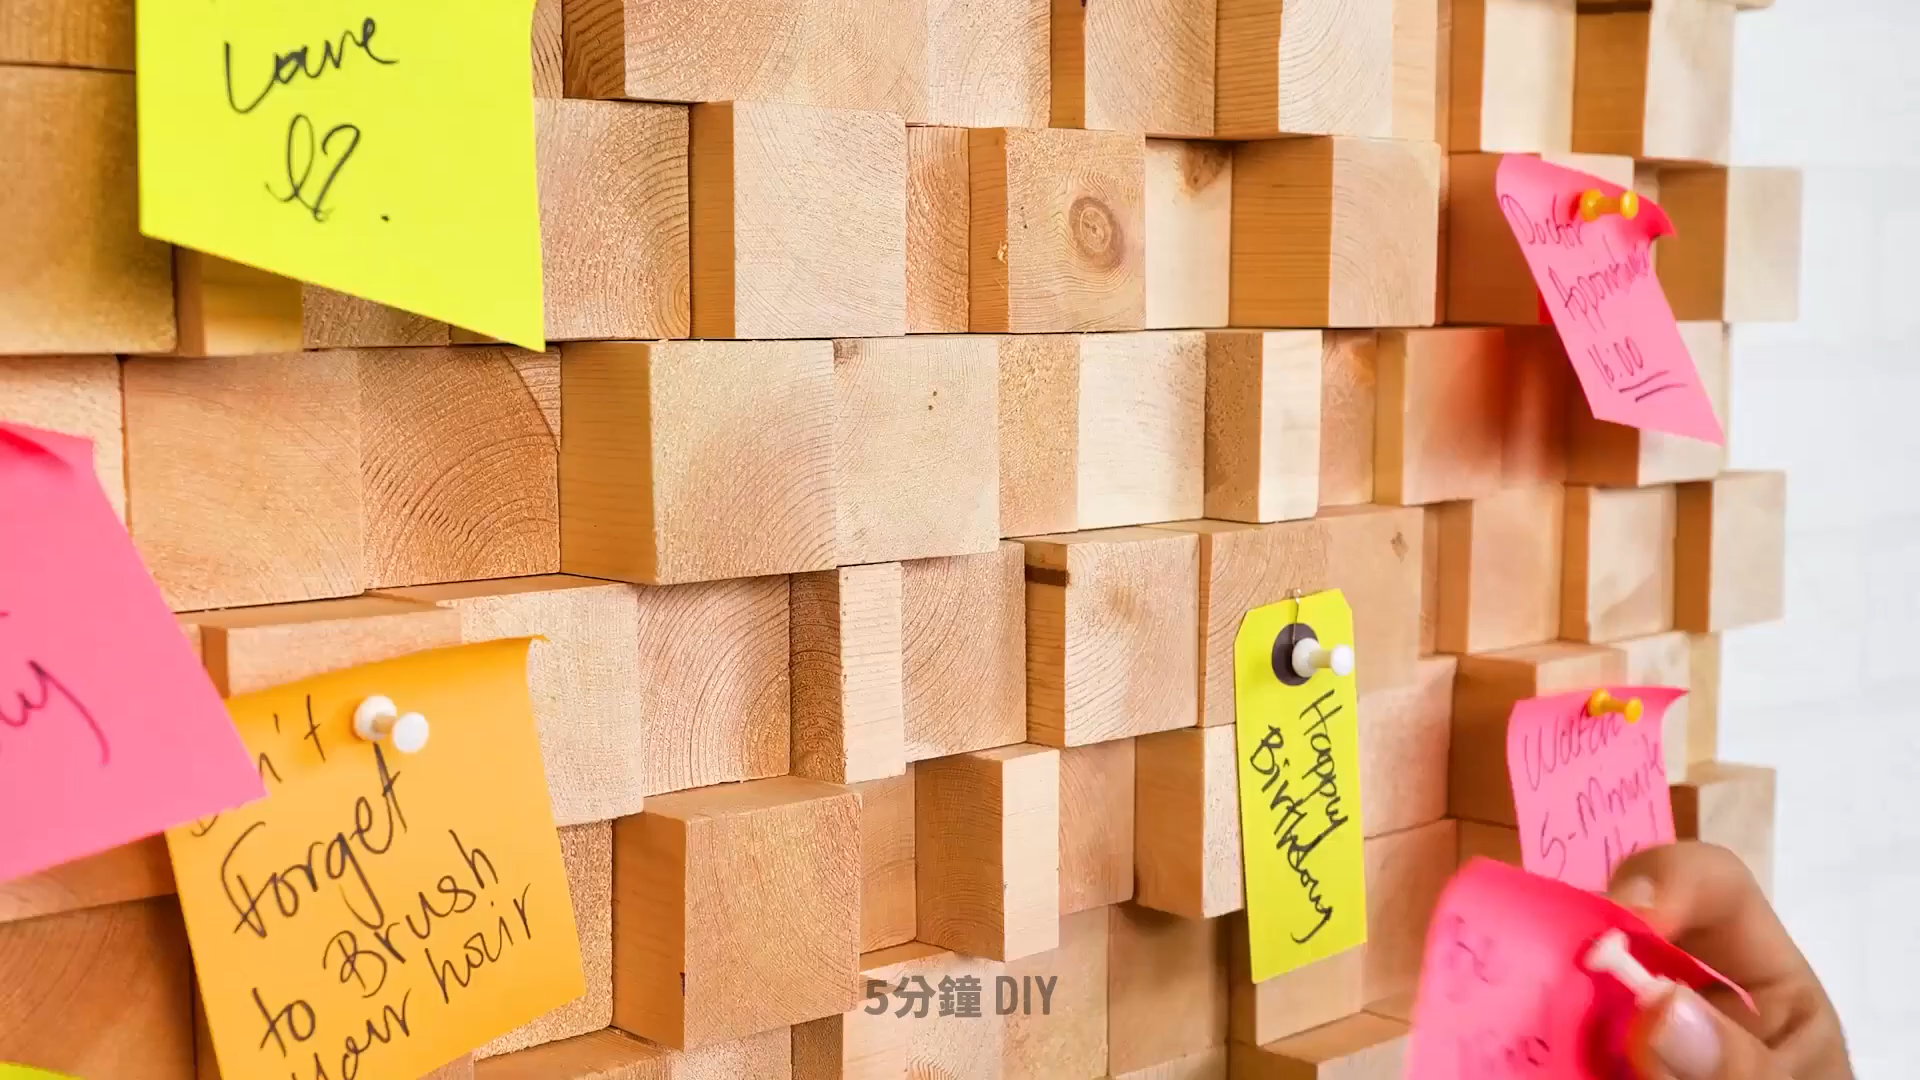 Love
Doctor
Appointment
16:00
n't
Forget
to Brush
your hair
Happy
Birthday
5-Minute
5分鐘 DIY